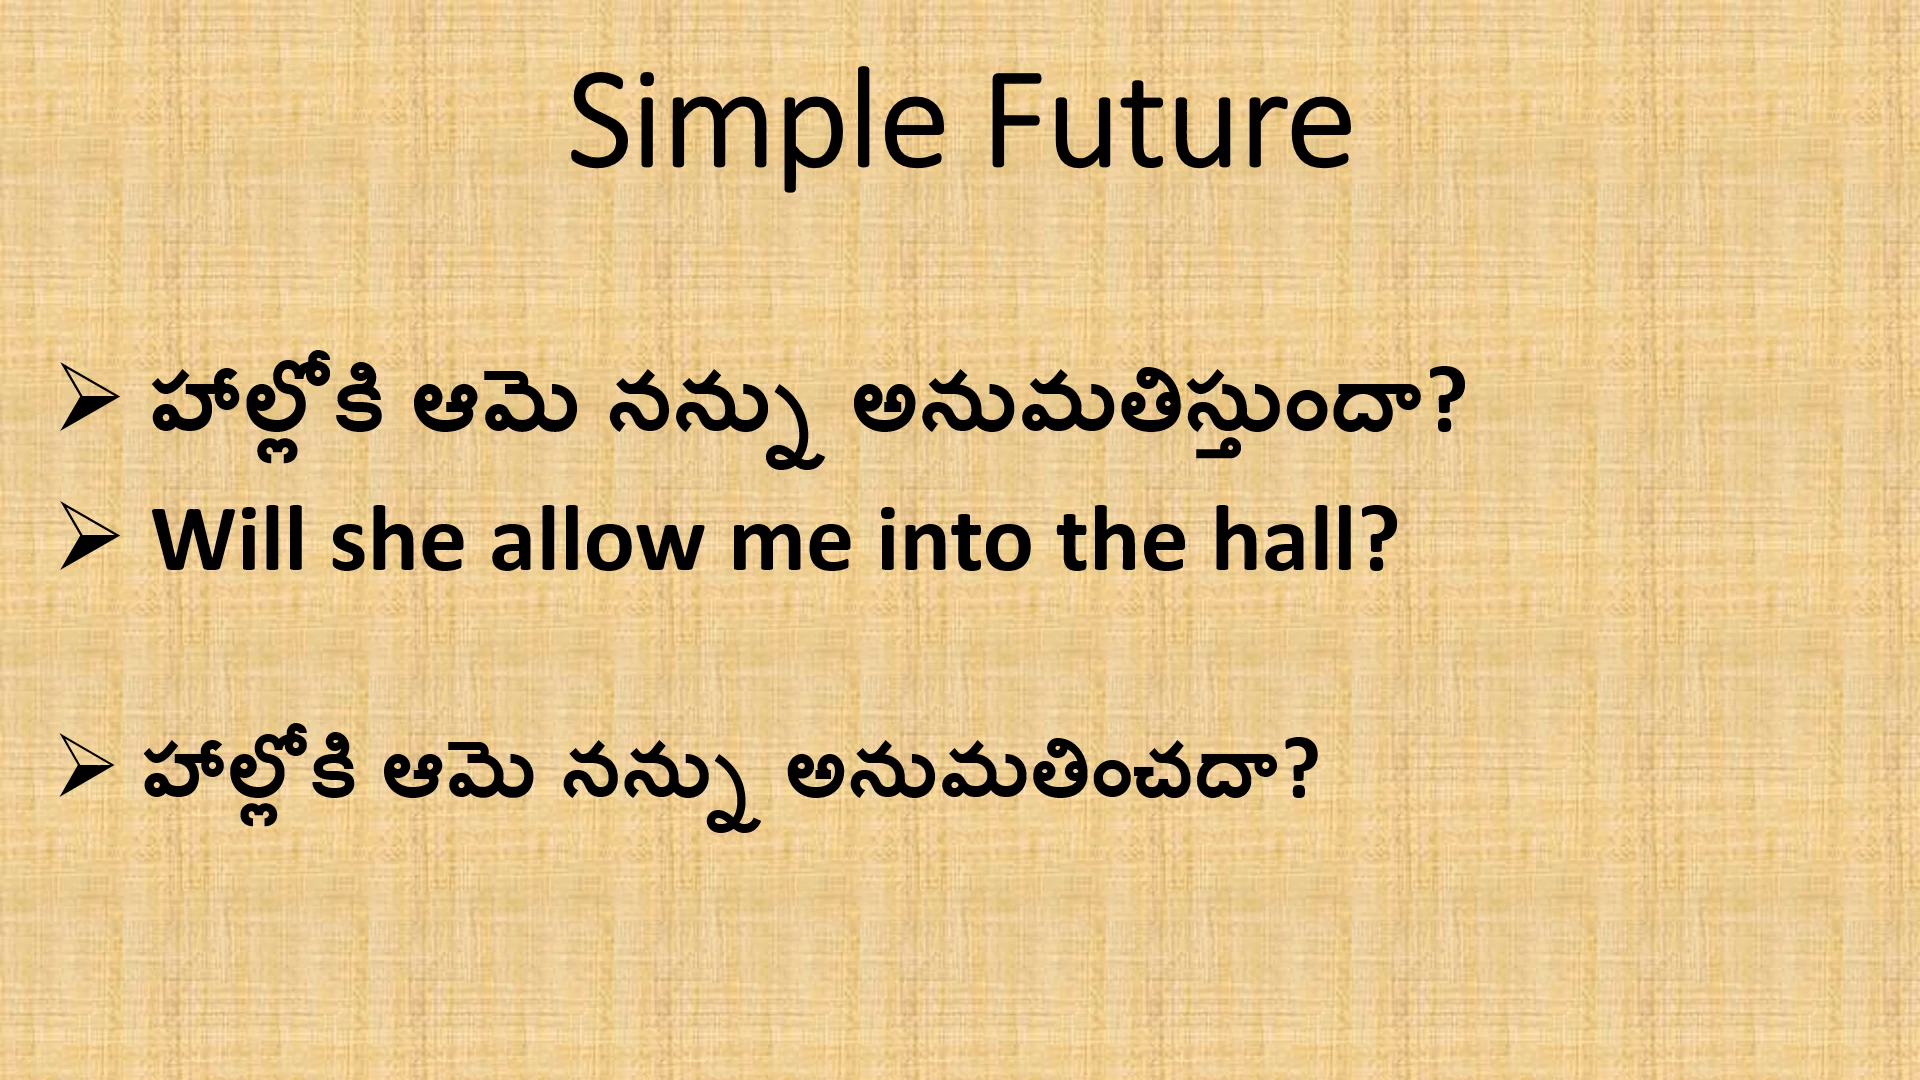 Simple Future
హాల్లోకి ఆమె నన్ను అనుమతిస్తుందా?
Will she allow me into the hall?
హాల్లోకి ఆమె నన్ను అనుమతించదా?